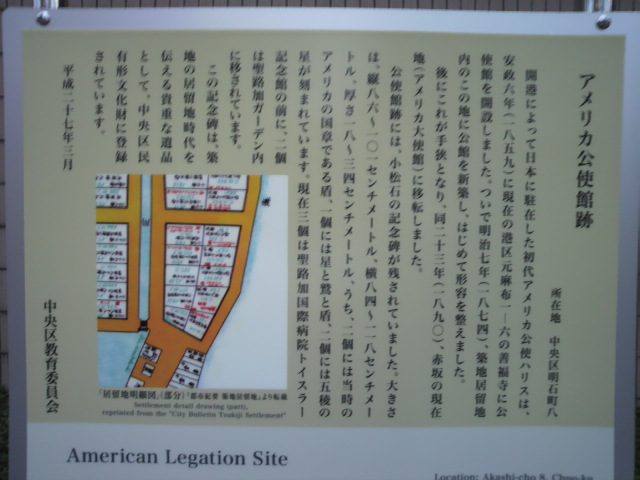 アメリカ公使館跡
所在地　中央区明石町八
開港によって日本に駐在した初代アメリカ公使ハリスは、
安政六年（一八五九）に現在の港区元麻布一―六の善福寺に公
使館を開設しました。ついで明治七年（一八七四）、築地居留地
内のこの地に公館を新築し、はじめて形容を整えました。
後にこれが手狭となり、同二十三年（一八九〇）、赤坂の現在
地（アメリカ大使館）に移転しました。
公使館跡には、小松石の記念碑が残されていました。大きさ
は、縦八六～一〇一センチメートル、横八四～一一八センチメー
トル、厚さ一八～三四センチメートル、うち、二個には当時の
アメリカの国章である盾、一個には星と鷲と盾、二個には五稜の
星が刻まれています。現在三個は聖路加国際病院トイスラー
記念館の前に、二個
は聖路加ガーデン内
に移されています。
この記念碑は、築
地の居留地時代を
伝える貴重な遺品
として、中央区民
有形文化財に登録
されています。
平成二十七年三月
中央区教育委員会
「居留地明細図」（部分）『都市紀要 築地居留地』より転載
Settlement detail drawing (part),
reprinted from the "City Bulletin Tsukiji Settlement"
American Legation Site
Location: Akashi-cho 8, Chuo-ku